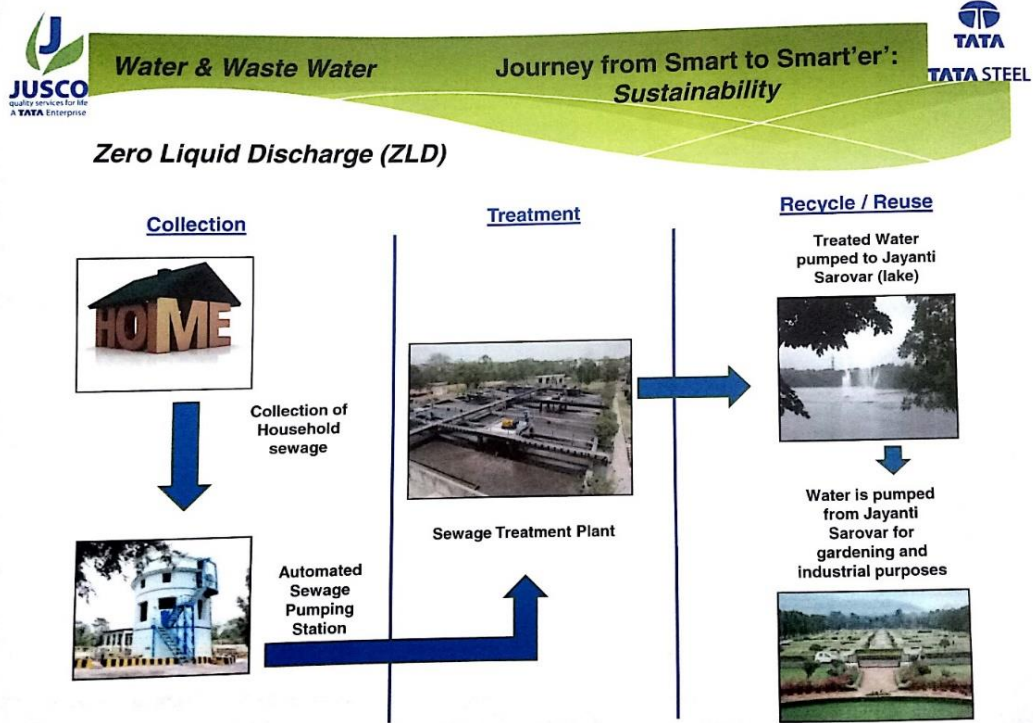 J
JUSCO
quality services for life
A TATA Enterprise
Water & Waste Water
Journey from Smart to Smart'er':
Sustainability
TATA
TATA STEEL
Zero Liquid Discharge (ZLD)
Collection
HOME
Collection of
Household
sewage
Automated
Sewage
Pumping
Station
Treatment
Sewage Treatment Plant
Recycle / Reuse
Treated Water
pumped to Jayanti
Sarovar (lake)
Water is pumped
from Jayanti
Sarovar for
gardening and
industrial purposes